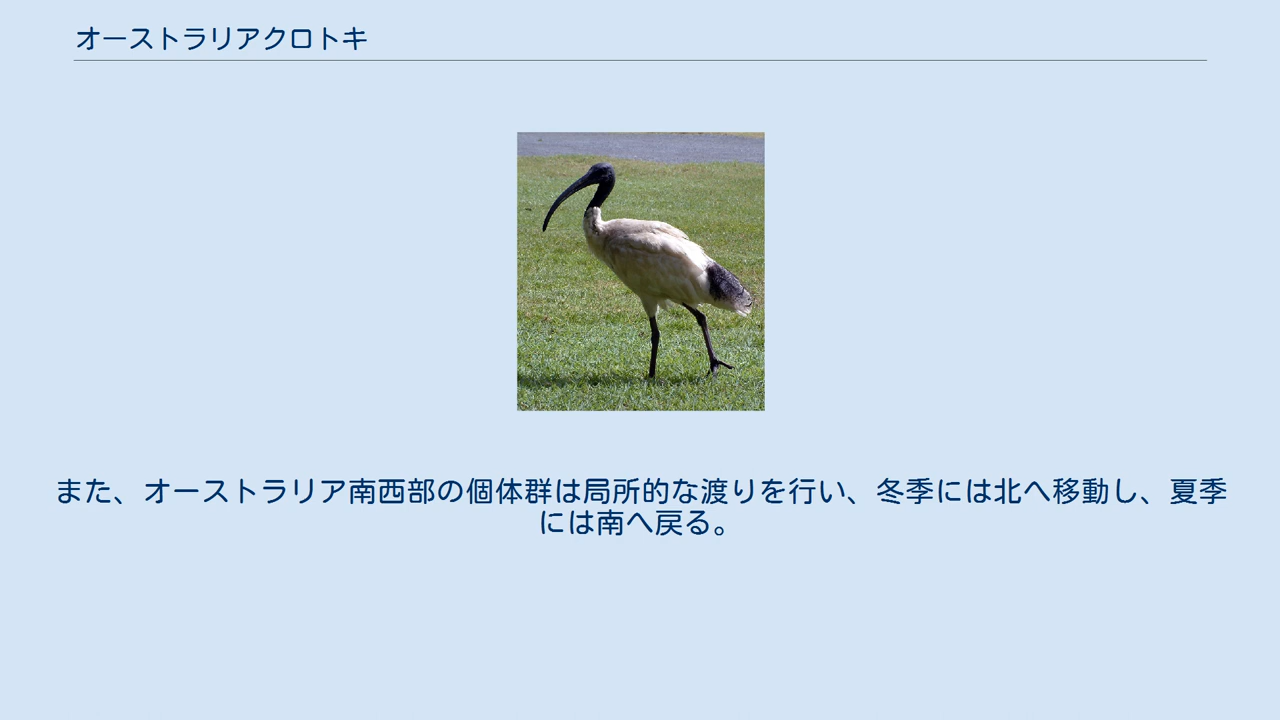 オーストラリアクロトキ
また、オーストラリア南西部の個体群は局所的な渡りを行い、冬季には北へ移動し、夏季
には南へ戻る。